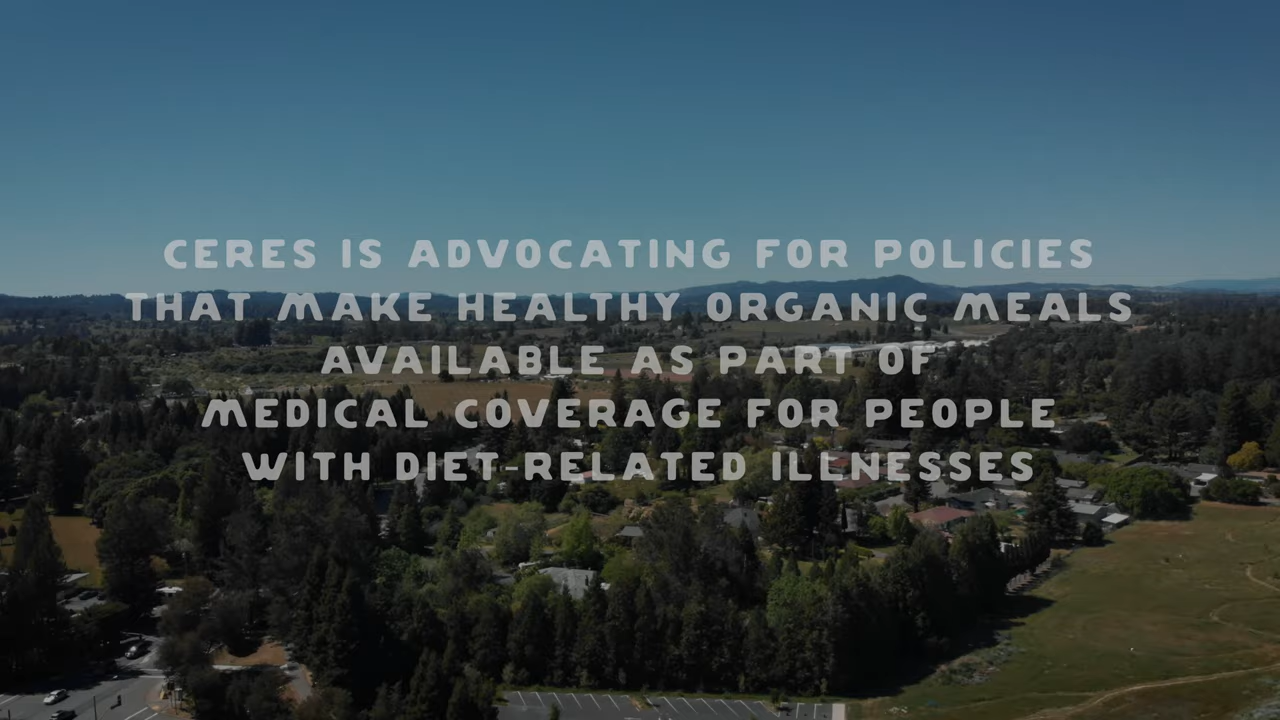 CERES IS ADVOCATING FOR POLICIES
THAT MAKE HEALTHY ORGANIC MEALS
AVAILABLE AS PART OF
MEDICAL COVERAGE FOR PEOPLE
WITH DIET-RELATED ILLNESSES